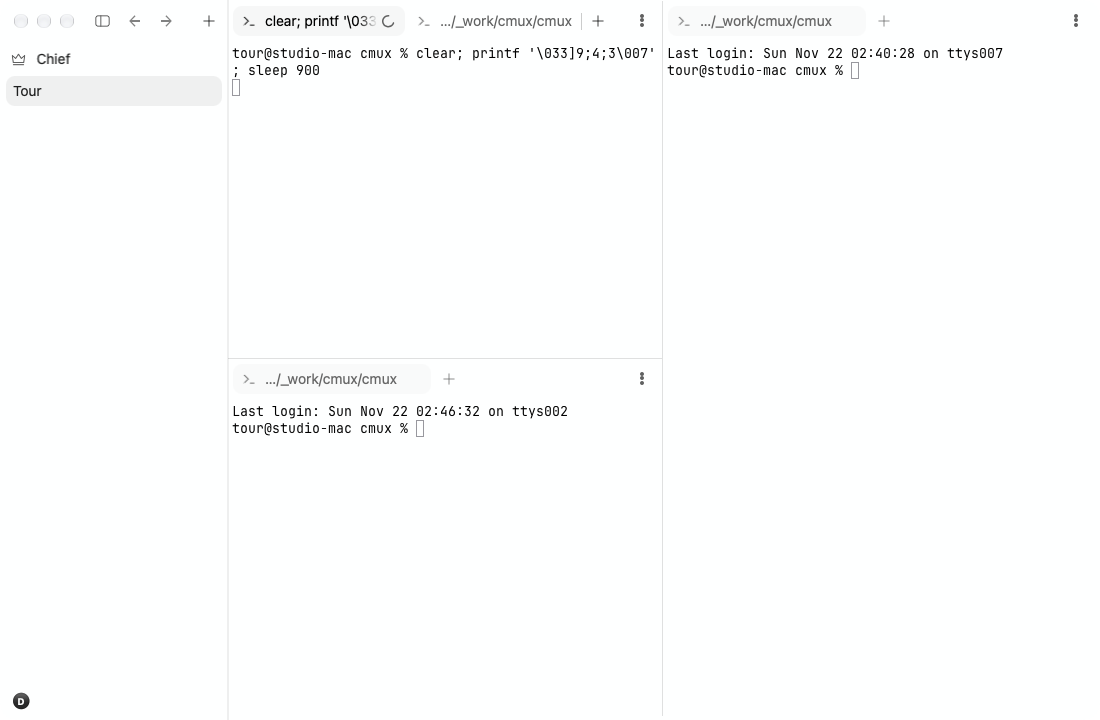 clear; printf '\033
.../_work/cmux/cmux
.../_work/cmux/cmux
Chief
Tour
tour@studio-mac cmux % clear; printf '\033]9;4;3\007'
; sleep 900
Last login: Sun Nov 22 02:40:28 on ttys007
tour@studio-mac cmux %
.../_work/cmux/cmux
Last login: Sun Nov 22 02:46:32 on ttys002
tour@studio-mac cmux %
D